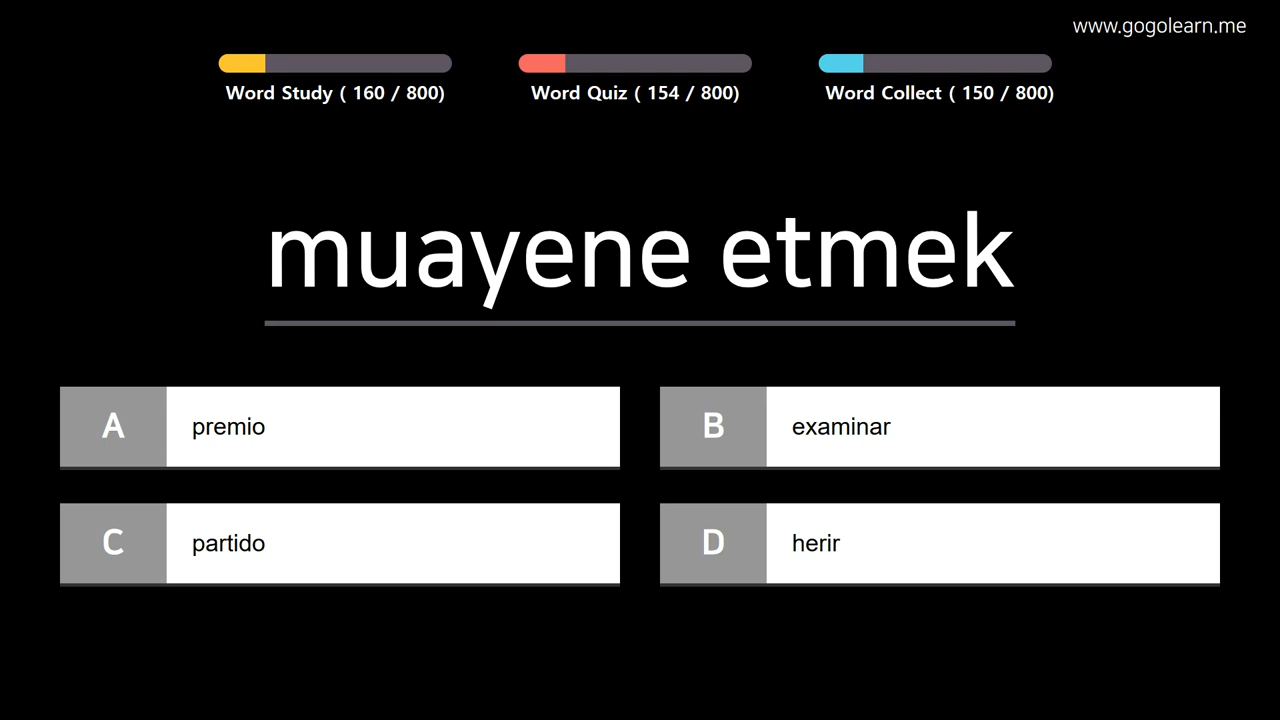 www.gogolearn.me
Word Study ( 160 / 800)
Word Quiz ( 154 / 800)
Word Collect ( 150 / 800)
muayene etmek
A premio
B examinar
C partido
D herir